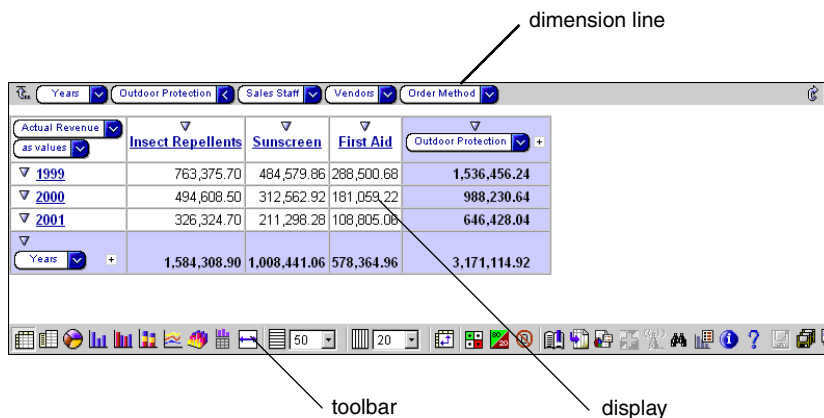 dimension line
Years Outdoor Protection Sales Staff Vendors Order Method
Actual Revenue
as values
Insect Repellents Sunscreen First Aid Outdoor Protection +
1999 763,375.70 484,579.86 288,500.68 1,536,456.24
2000 494,608.50 312,562.92 181,059.22 988,230.64
2001 326,324.70 211,298.28 108,805.06 646,428.04
Years + 1,584,308.90 1,008,441.06 578,364.96 3,171,114.92
50 20 80 20 ?
toolbar display